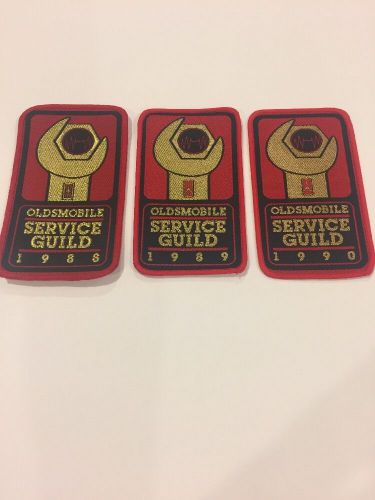 OLDSMOBILE
SERVICE
GUILD
1988
OLDSMOBILE
SERVICE
GUILD
1989
OLDSMOBILE
SERVICE
GUILD
1990